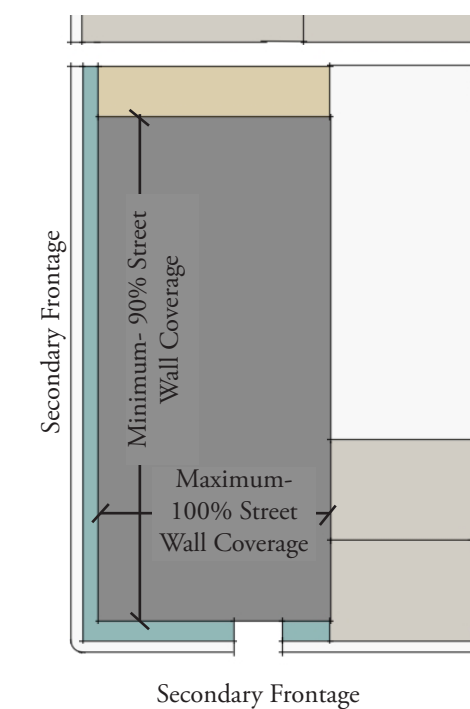 Secondary Frontage
Minimum- 90% Street
Wall Coverage
Maximum-
100% Street
Wall Coverage
Secondary Frontage